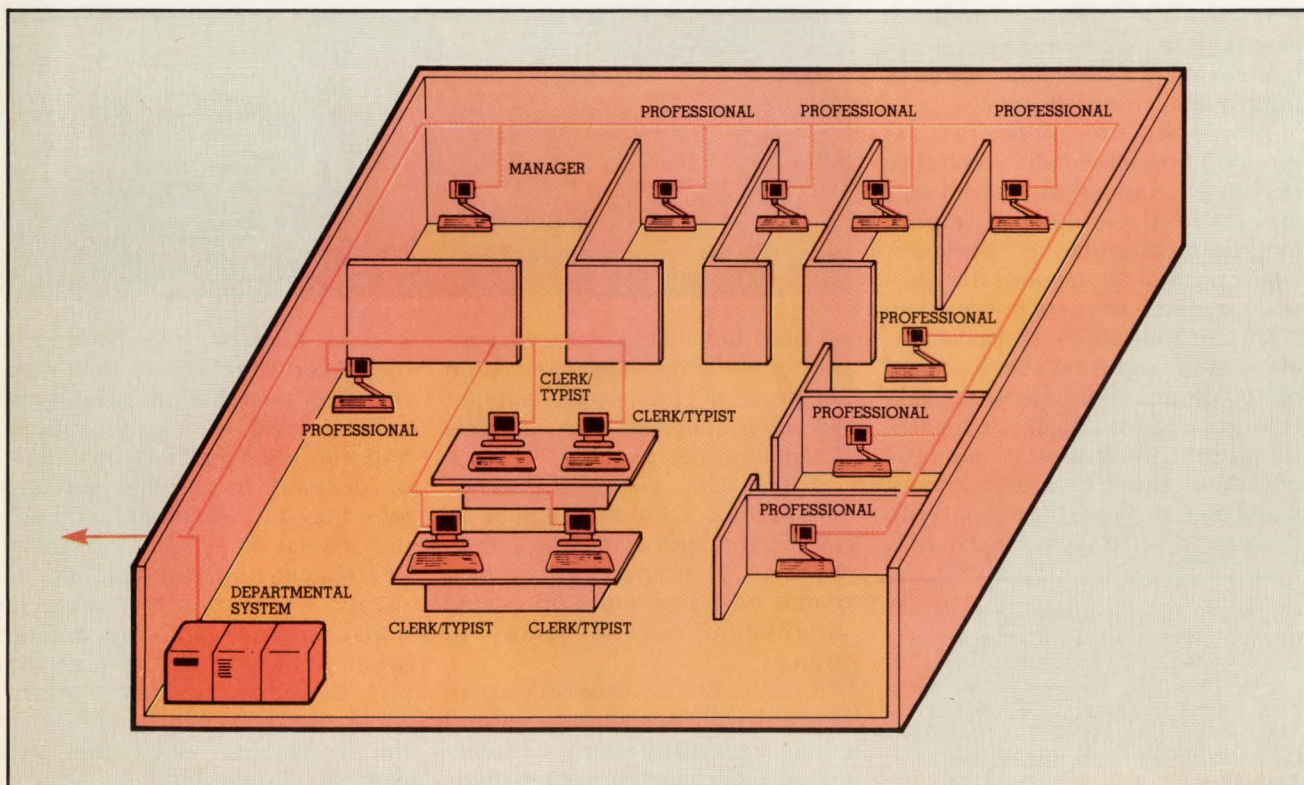 PROFESSIONAL
PROFESSIONAL
PROFESSIONAL
MANAGER
PROFESSIONAL
CLERK/
TYPIST
CLERK/TYPIST
PROFESSIONAL
PROFESSIONAL
PROFESSIONAL
DEPARTMENTAL
SYSTEM
CLERK/TYPIST
CLERK/TYPIST